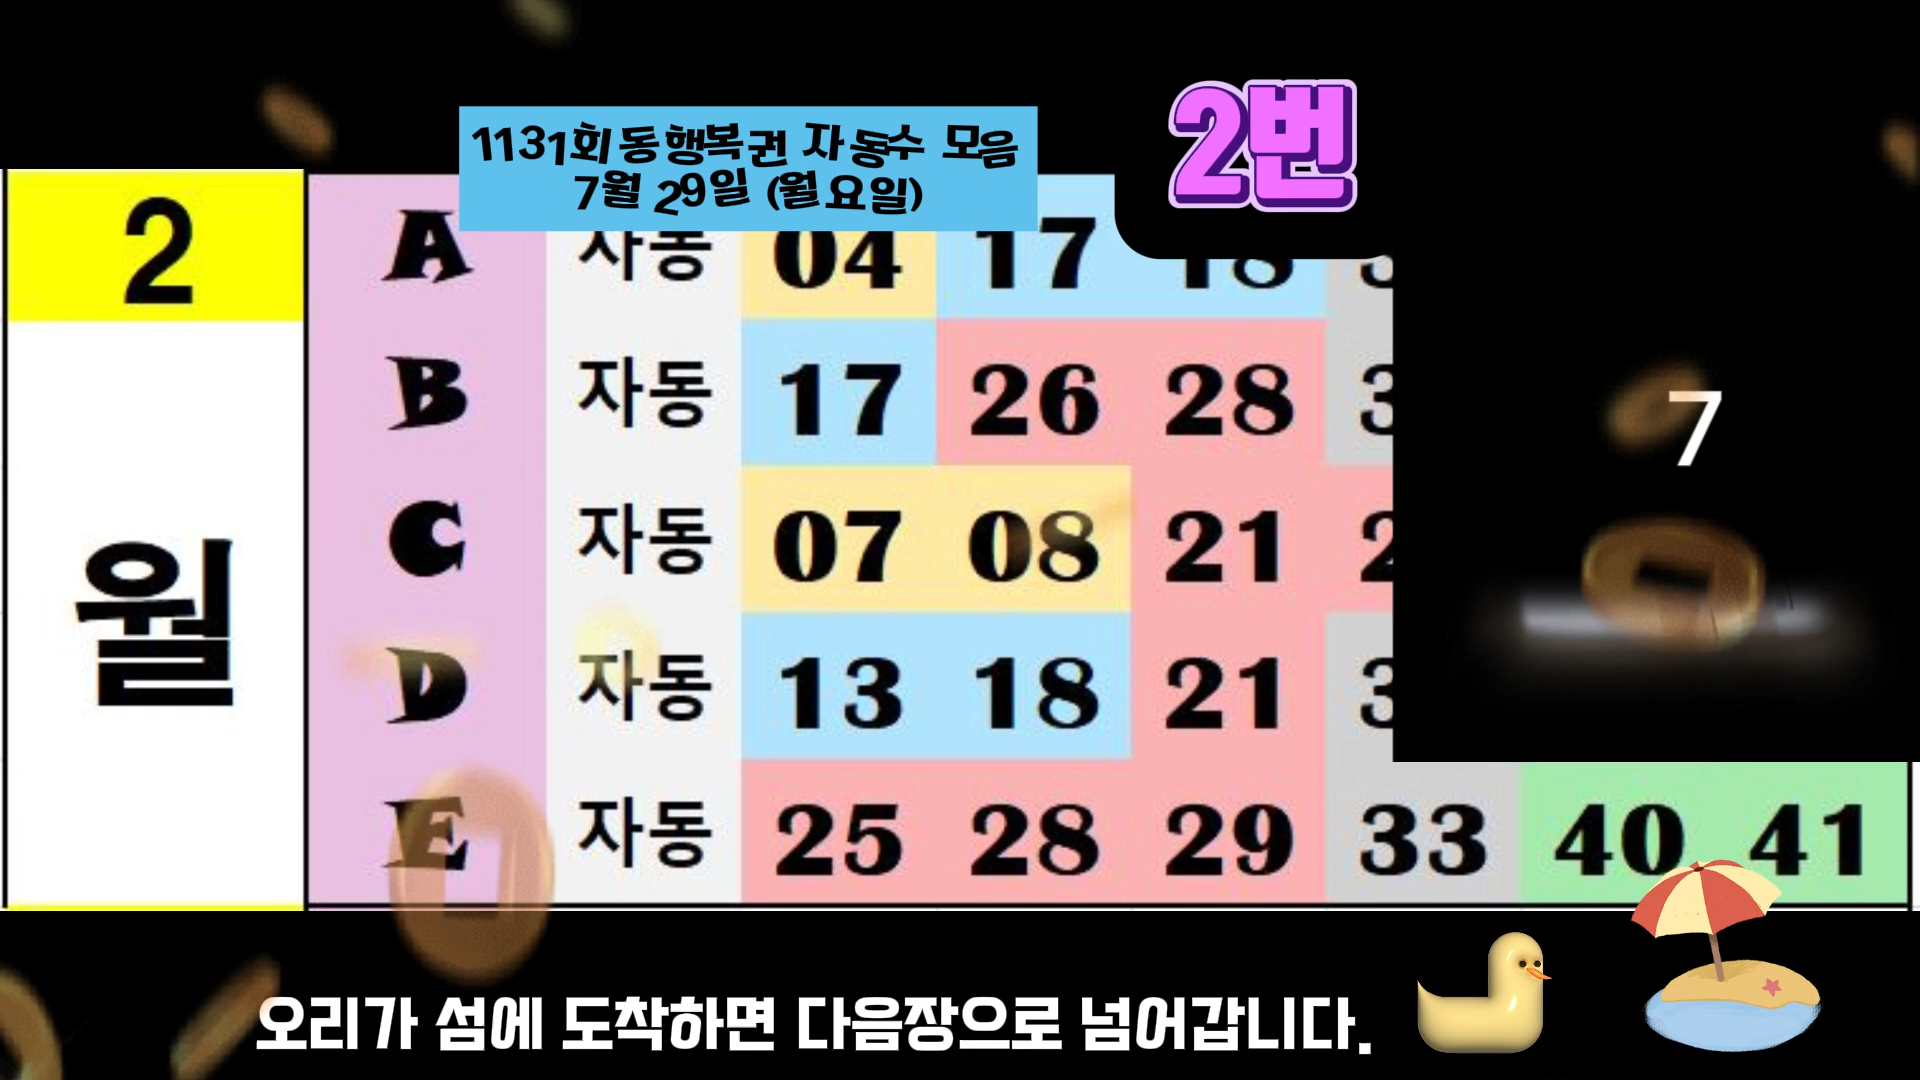 1131회 동행복권 자동수 모음
7월 29일 (월요일)
2번
2
월
A 자동 04 17 18
B 자동 17 26 28
C 자동 07 08 21
D 자동 13 18 21
E 자동 25 28 29 33 40 41
7
오리가 섬에 도착하면 다음장으로 넘어갑니다.